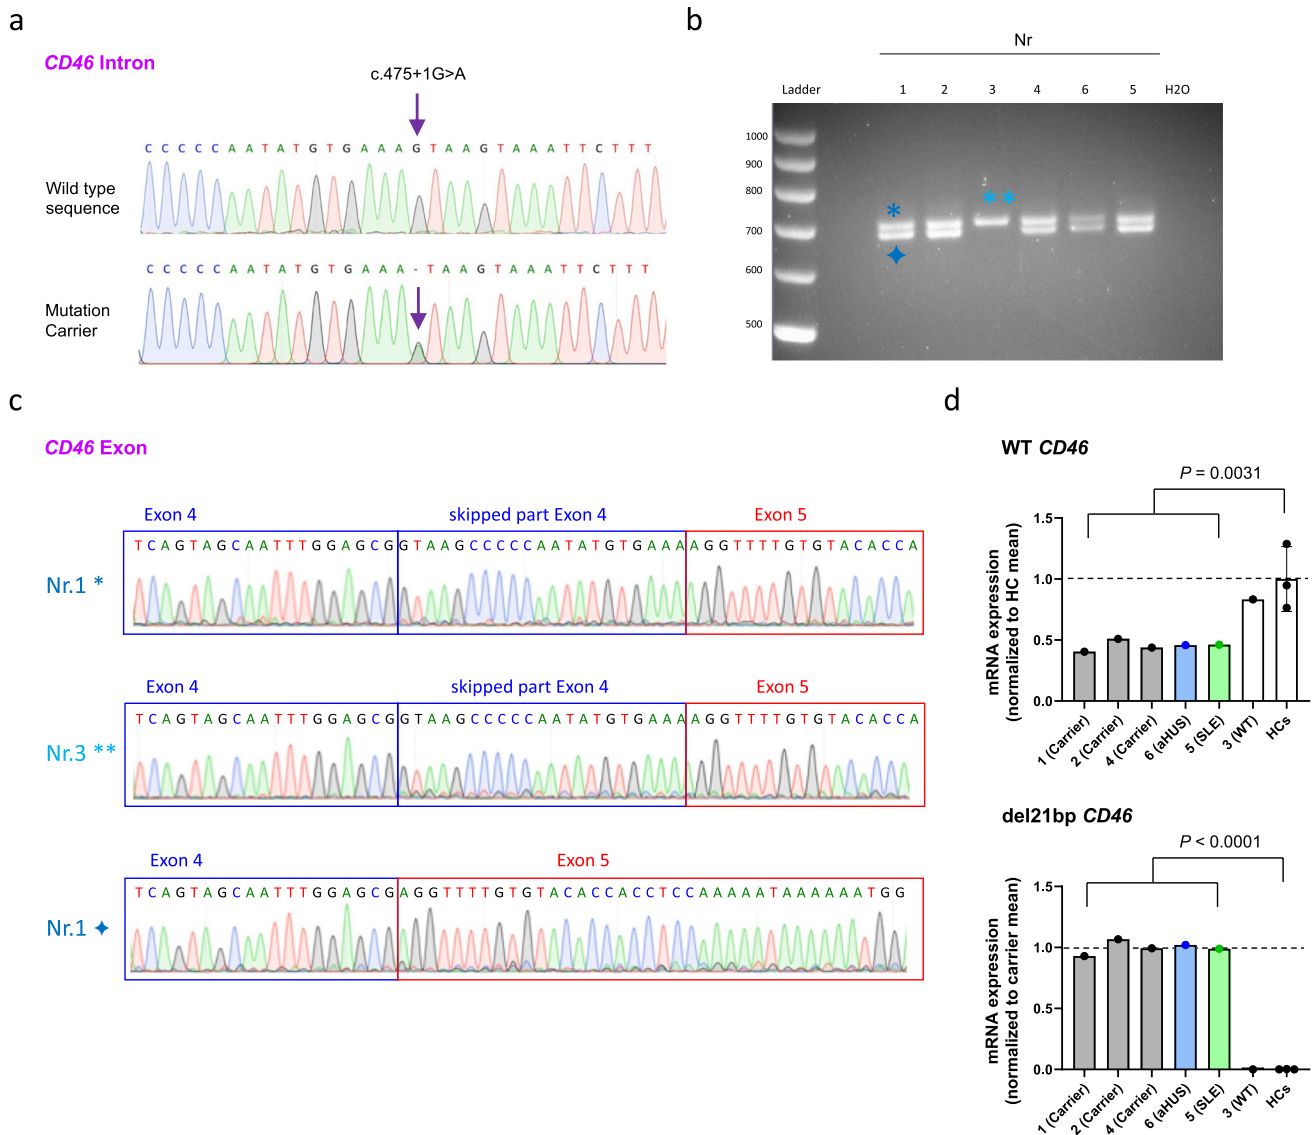 a
CD46 Intron
c.475+1G>A
C C C C C A A T A T G T G A A A G T A A G T A A A T T C T T T
Wild type
sequence
C C C C C A A T A T G T G A A A - T A A G T A A A T T C T T T
Mutation
Carrier
b
Nr
Ladder 1 2 3 4 6 5 H2O
1000
900
800
* *
*
700
✦
600
500
c
CD46 Exon
Exon 4 skipped part Exon 4 Exon 5
T C A G T A G C A A T T T G G A G C G G T A A G C C C C C A A T A T G T G A A A A G G T T T T G T G T A C A C C A
Nr.1 *
Exon 4 skipped part Exon 4 Exon 5
T C A G T A G C A A T T T G G A G C G G T A A G C C C C C A A T A T G T G A A A A G G T T T T G T G T A C A C C A
Nr.3 **
Exon 4 Exon 5
T C A G T A G C A A T T T G G A G C G A G G T T T T G T G T A C A C C A C C T C C A A A A A T A A A A A A T G G
Nr.1 ✦
d
WT CD46
P = 0.0031
mRNA expression
(normalized to HC mean)
1.5
1.0
0.5
0.0
1 (Carrier) 2 (Carrier) 4 (Carrier) 6 (aHUS) 5 (SLE) 3 (WT) HCs
del21bp CD46
P < 0.0001
mRNA expression
(normalized to carrier mean)
1.5
1.0
0.5
0.0
1 (Carrier) 2 (Carrier) 4 (Carrier) 6 (aHUS) 5 (SLE) 3 (WT) HCs